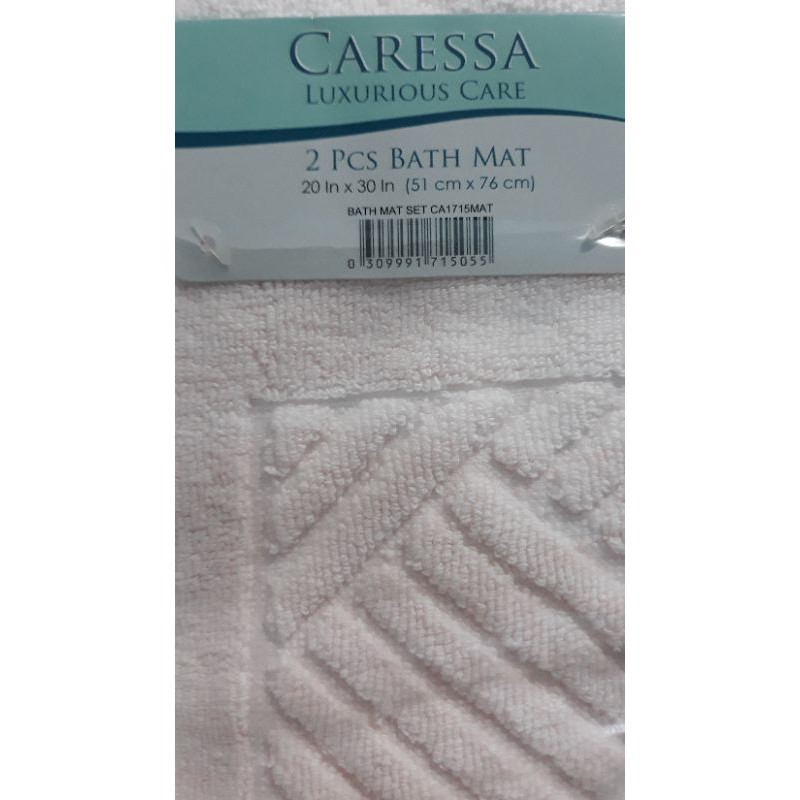 CARESSA
LUXURIOUS CARE
2 PCS BATH MAT
20 In x 30 In (51 cm x 76 cm)
BATH MAT SET CA1715MAT
0 309991 715055